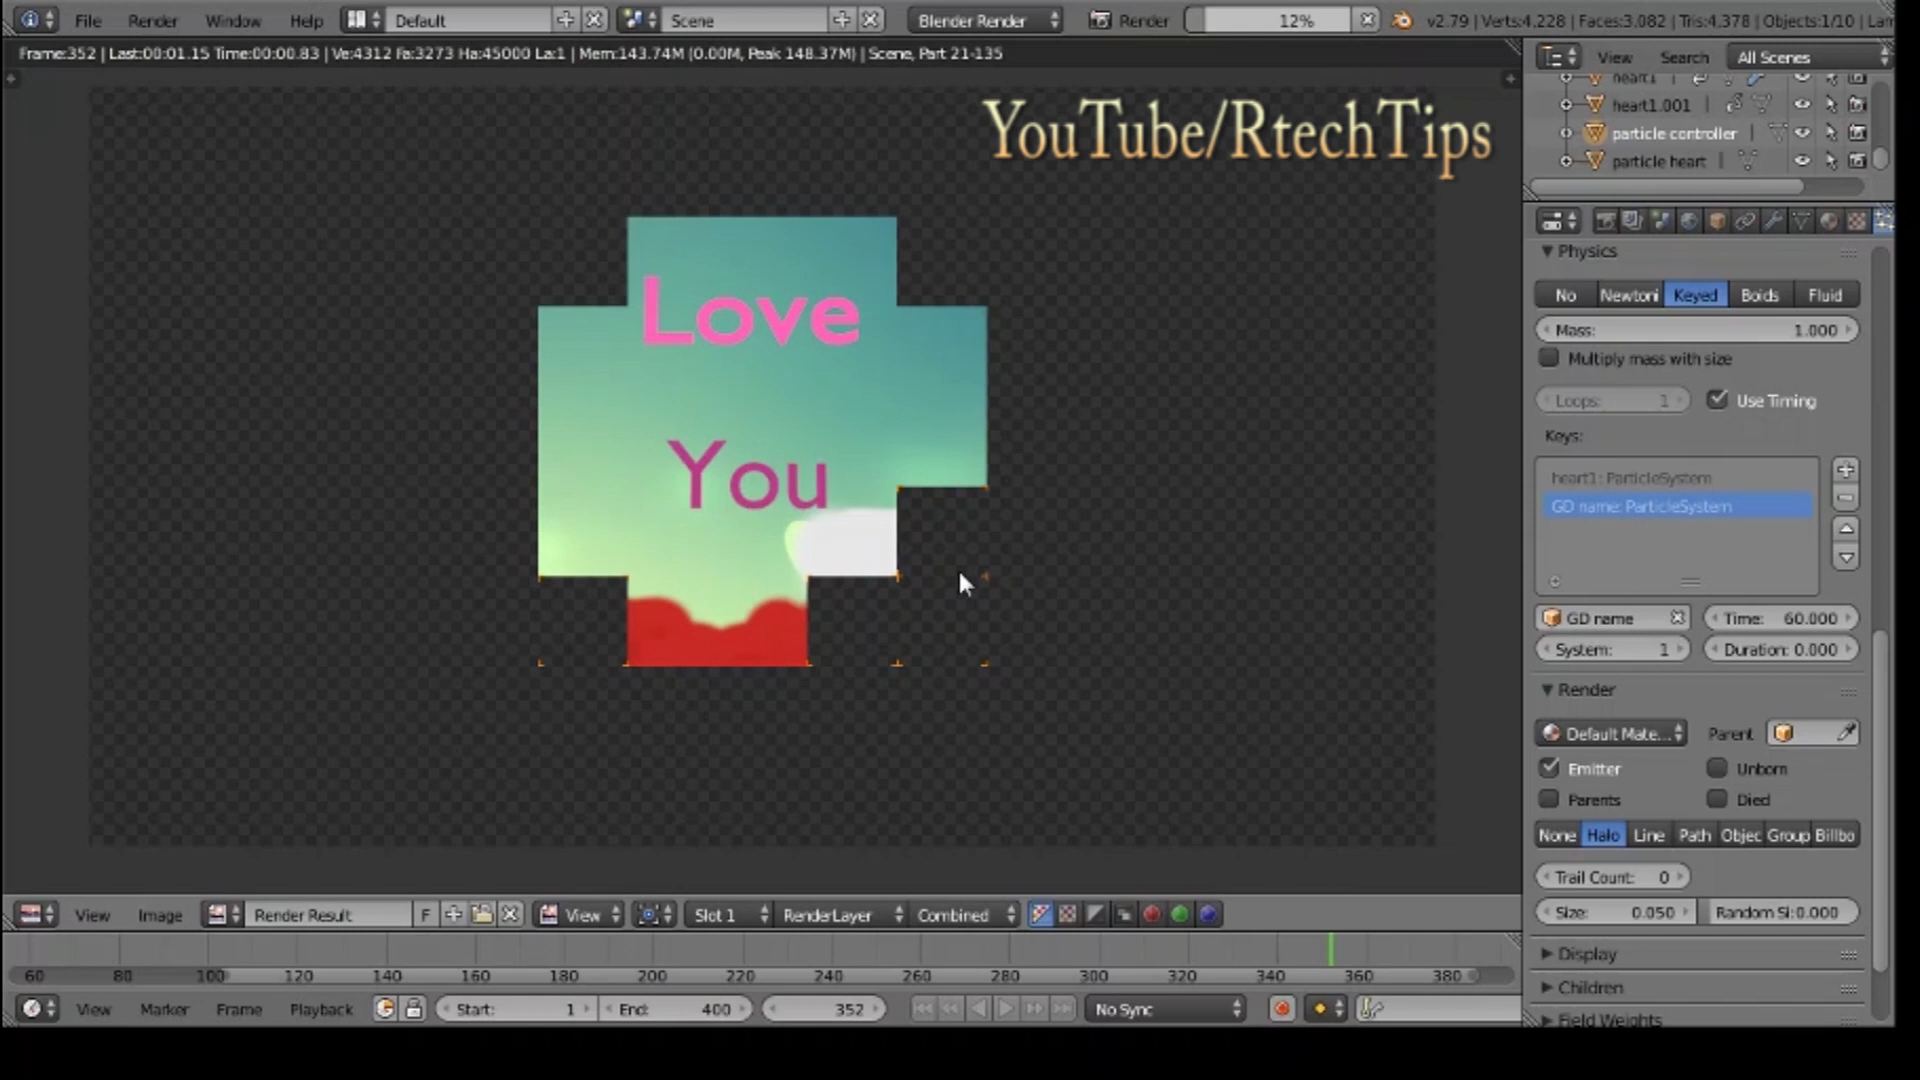 File Render Window Help Default Scene Blender Render Render 12% v2.79 | Verts:4,228 | Faces:3,082 | Tris:4,378 | Objects:1/10 | Lam
Frame:352 | Last:00:01.15 Time:00:00.83 | Ve:4312 Fa:3273 Ha:45000 La:1 | Mem:143.74M (0.00M, Peak 148.37M) | Scene, Part 21-135
View Search All Scenes
heart1
heart1.001
particle controller
particle heart
YouTube/RtechTips
Love
You
Physics
No Newtoni Keyed Boids Fluid
Mass: 1.000
Multiply mass with size
Loops: 1 Use Timing
Keys:
heart1: ParticleSystem
GD name: ParticleSystem
GD name Time: 60.000
System: 1 Duration: 0.000
Render
Default Mate... Parent
Emitter Unborn
Parents Died
None Halo Line Path Objec Group Billbo
Trail Count: 0
Size: 0.050 Random Si:0.000
Display
Children
Field Weights
View Image Render Result F View Slot 1 RenderLayer Combined
60 80 100 120 140 160 180 200 220 240 260 280 300 320 340 360 380
View Marker Frame Playback Start: 1 End: 400 352 No Sync